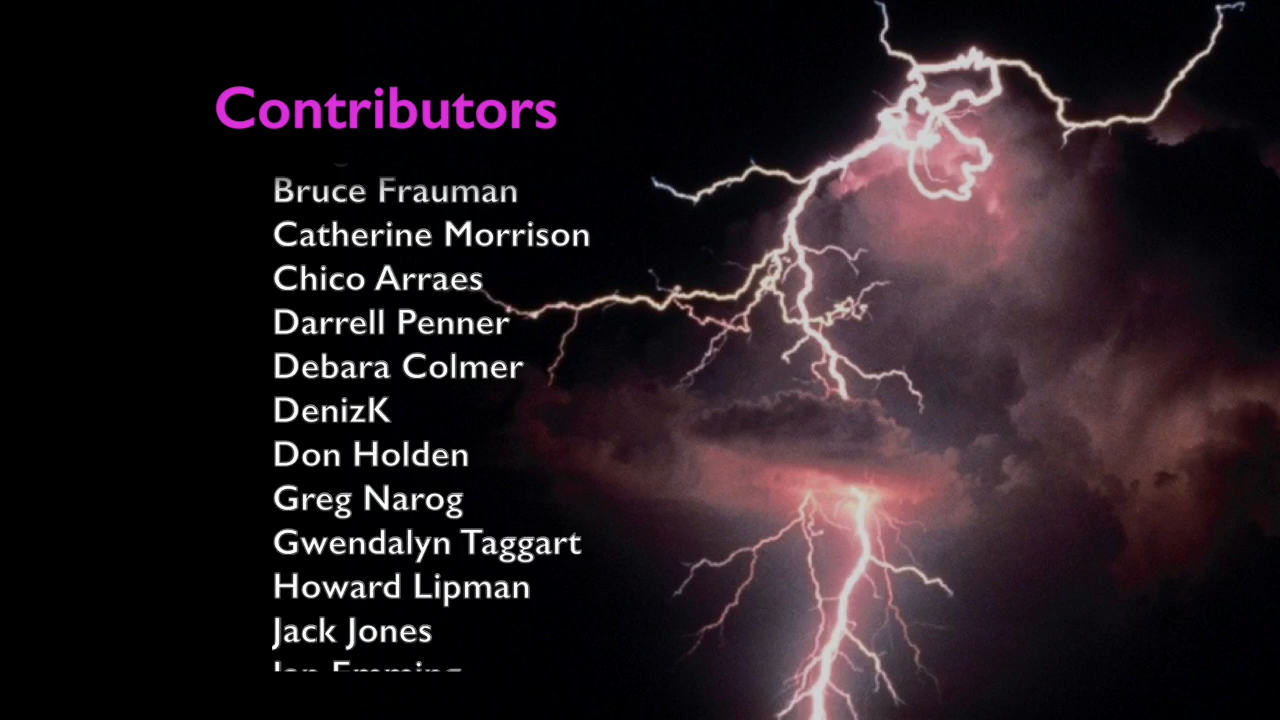 Contributors
Bruce Frauman
Catherine Morrison
Chico Arraes
Darrell Penner
Debara Colmer
DenizK
Don Holden
Greg Narog
Gwendalyn Taggart
Howard Lipman
Jack Jones